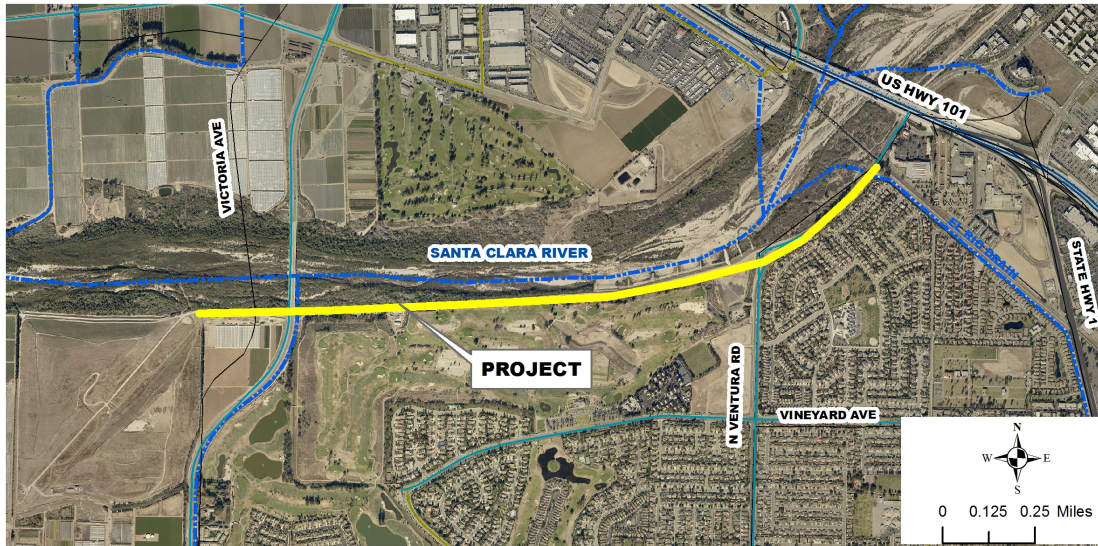 US HWY 101
VICTORIA AVE
SANTA CLARA RIVER
EL RIO DRAIN
STATE HWY 1
PROJECT
N VENTURA RD
VINEYARD AVE
N
W E
S
0 0.125 0.25 Miles